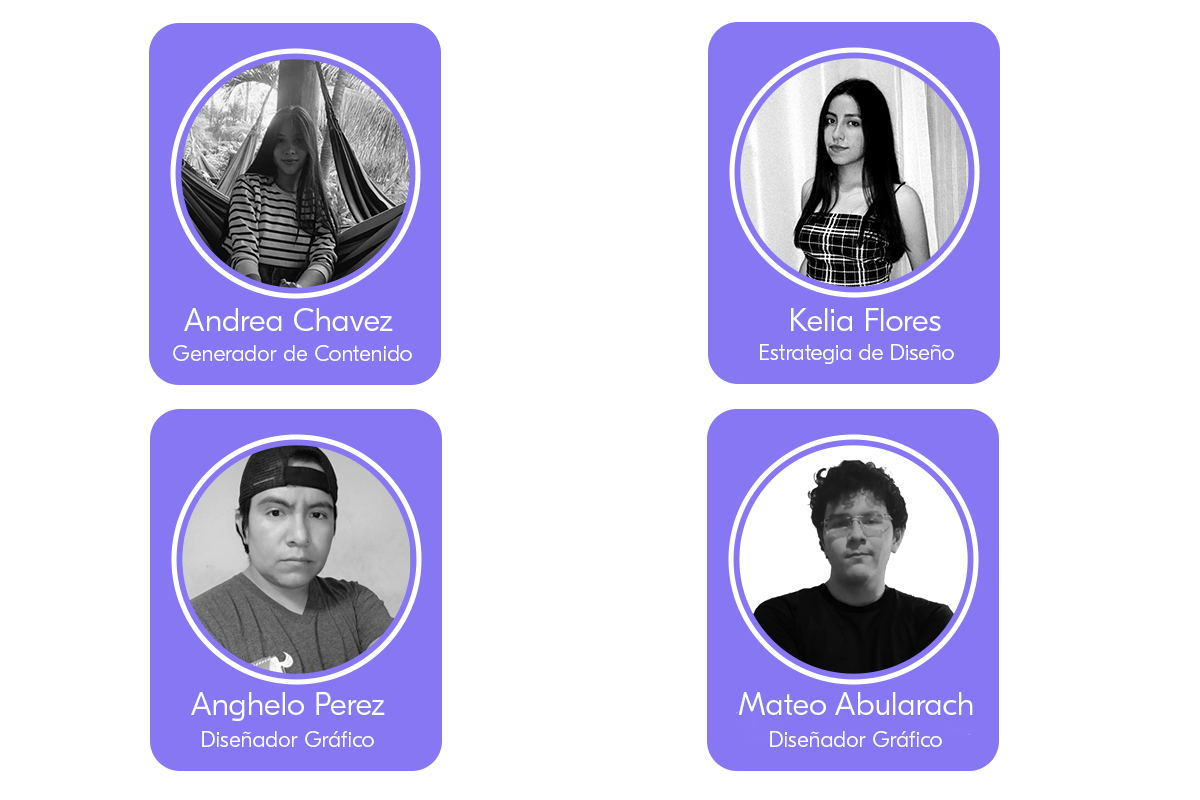 Andrea Chavez
Generador de Contenido
Kelia Flores
Estrategia de Diseño
Anghelo Perez
Diseñador Gráfico
Mateo Abularach
Diseñador Gráfico